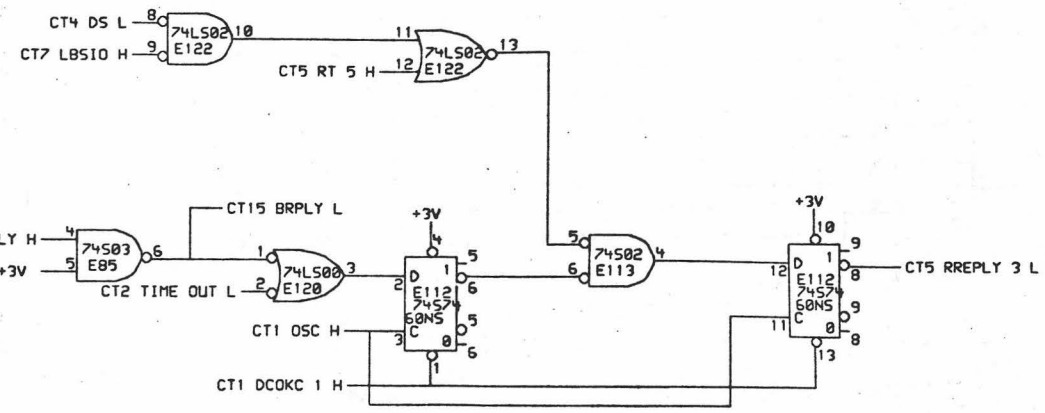 CT4 DS L
8
74LS02
E122
10
CT7 LBSIO H
9
11
74LS02
E122
13
CT5 RT 5 H
12
CT15 BRPLY L
LY H
4
74S03
E85
6
+3V
5
1
74LS00
E120
3
CT2 TIME OUT L
2
+3V
4
5
D 1
2
6
E112
74S74
60NS
5
CT1 OSC H
3
C
0
6
1
CT1 DCOKC 1 H
5
74S02
E113
4
6
+3V
10
9
D 1
12
8
CT5 RREPLY 3 L
E112
74S74
60NS
9
11
C
0
8
13